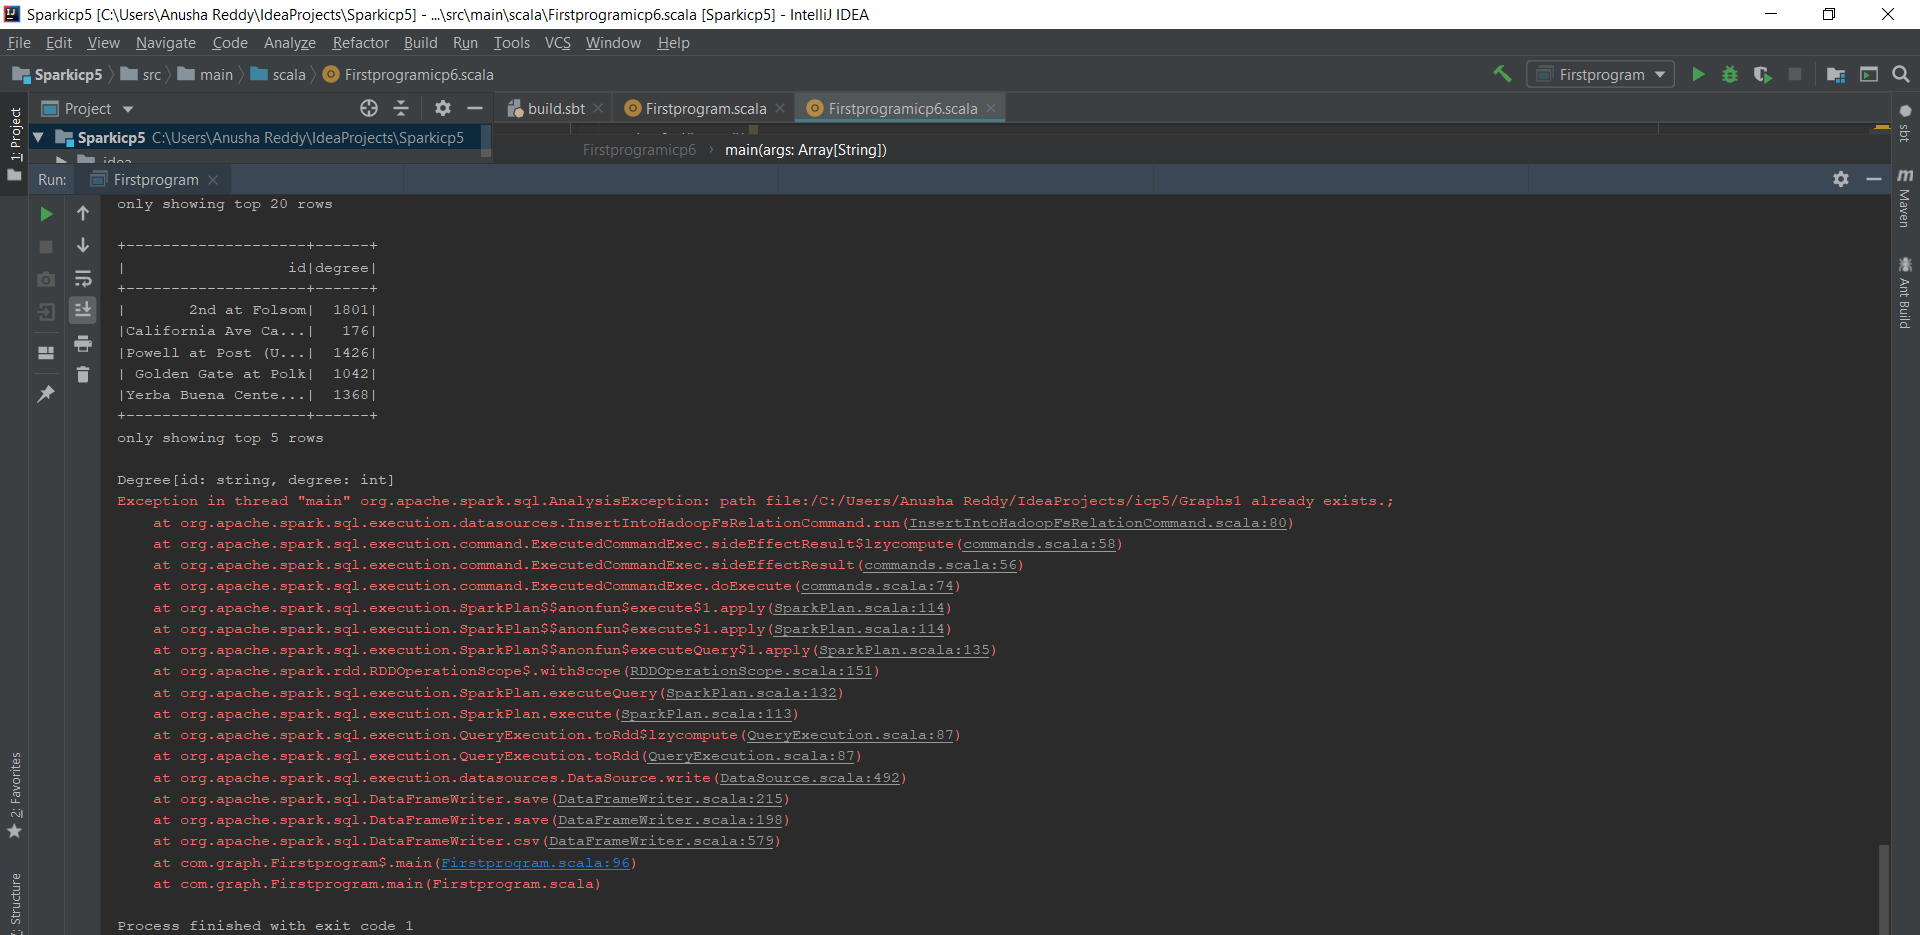 Sparkicp5 [C:\Users\Anusha Reddy\IdeaProjects\Sparkicp5] - ...\src\main\scala\Firstprogramicp6.scala [Sparkicp5] - IntelliJ IDEA
File Edit View Navigate Code Analyze Refactor Build Run Tools VCS Window Help
Sparkicp5 src main scala Firstprogramicp6.scala
Firstprogram
Project
build.sbt Firstprogram.scala Firstprogramicp6.scala
Sparkicp5 C:\Users\Anusha Reddy\IdeaProjects\Sparkicp5
.idea
Firstprogramicp6 › main(args: Array[String])
Run: Firstprogram
only showing top 20 rows
+--------------------+------+
|                  id|degree|
+--------------------+------+
|       2nd at Folsom|  1801|
|California Ave Ca...|   176|
|Powell at Post (U...|  1426|
| Golden Gate at Polk|  1042|
|Yerba Buena Cente...|  1368|
+--------------------+------+
only showing top 5 rows
Degree[id: string, degree: int]
Exception in thread "main" org.apache.spark.sql.AnalysisException: path file:/C:/Users/Anusha Reddy/IdeaProjects/icp5/Graphs1 already exists.;
at org.apache.spark.sql.execution.datasources.InsertIntoHadoopFsRelationCommand.run(InsertIntoHadoopFsRelationCommand.scala:80)
at org.apache.spark.sql.execution.command.ExecutedCommandExec.sideEffectResult$lzycompute(commands.scala:58)
at org.apache.spark.sql.execution.command.ExecutedCommandExec.sideEffectResult(commands.scala:56)
at org.apache.spark.sql.execution.command.ExecutedCommandExec.doExecute(commands.scala:74)
at org.apache.spark.sql.execution.SparkPlan$$anonfun$execute$1.apply(SparkPlan.scala:114)
at org.apache.spark.sql.execution.SparkPlan$$anonfun$execute$1.apply(SparkPlan.scala:114)
at org.apache.spark.sql.execution.SparkPlan$$anonfun$executeQuery$1.apply(SparkPlan.scala:135)
at org.apache.spark.rdd.RDDOperationScope$.withScope(RDDOperationScope.scala:151)
at org.apache.spark.sql.execution.SparkPlan.executeQuery(SparkPlan.scala:132)
at org.apache.spark.sql.execution.SparkPlan.execute(SparkPlan.scala:113)
at org.apache.spark.sql.execution.QueryExecution.toRdd$lzycompute(QueryExecution.scala:87)
at org.apache.spark.sql.execution.QueryExecution.toRdd(QueryExecution.scala:87)
at org.apache.spark.sql.execution.datasources.DataSource.write(DataSource.scala:492)
at org.apache.spark.sql.DataFrameWriter.save(DataFrameWriter.scala:215)
at org.apache.spark.sql.DataFrameWriter.save(DataFrameWriter.scala:198)
at org.apache.spark.sql.DataFrameWriter.csv(DataFrameWriter.scala:579)
at com.graph.Firstprogram$.main(Firstprogram.scala:96)
at com.graph.Firstprogram.main(Firstprogram.scala)
Process finished with exit code 1
1: Project
2: Favorites
Structure
sbt
Maven
Ant Build